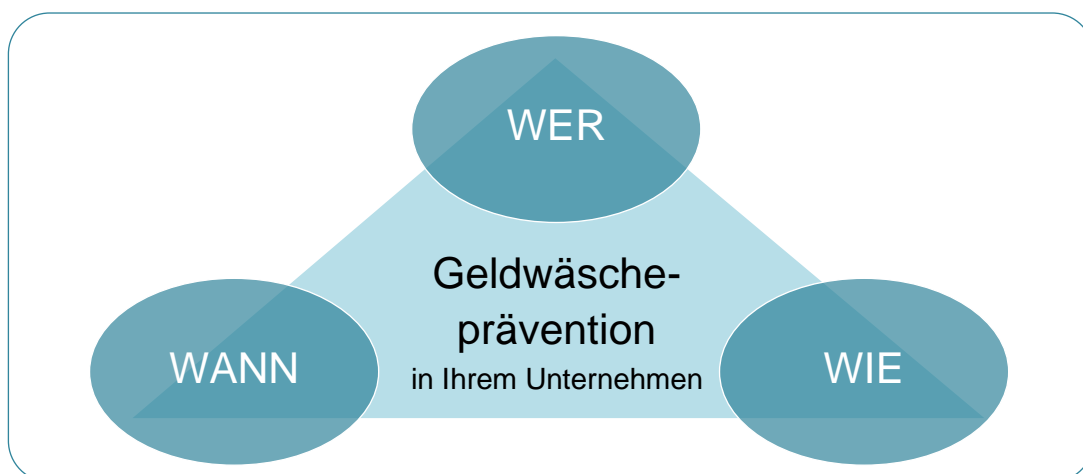 WER
Geldwäsche-
prävention
in Ihrem Unternehmen
WANN
WIE